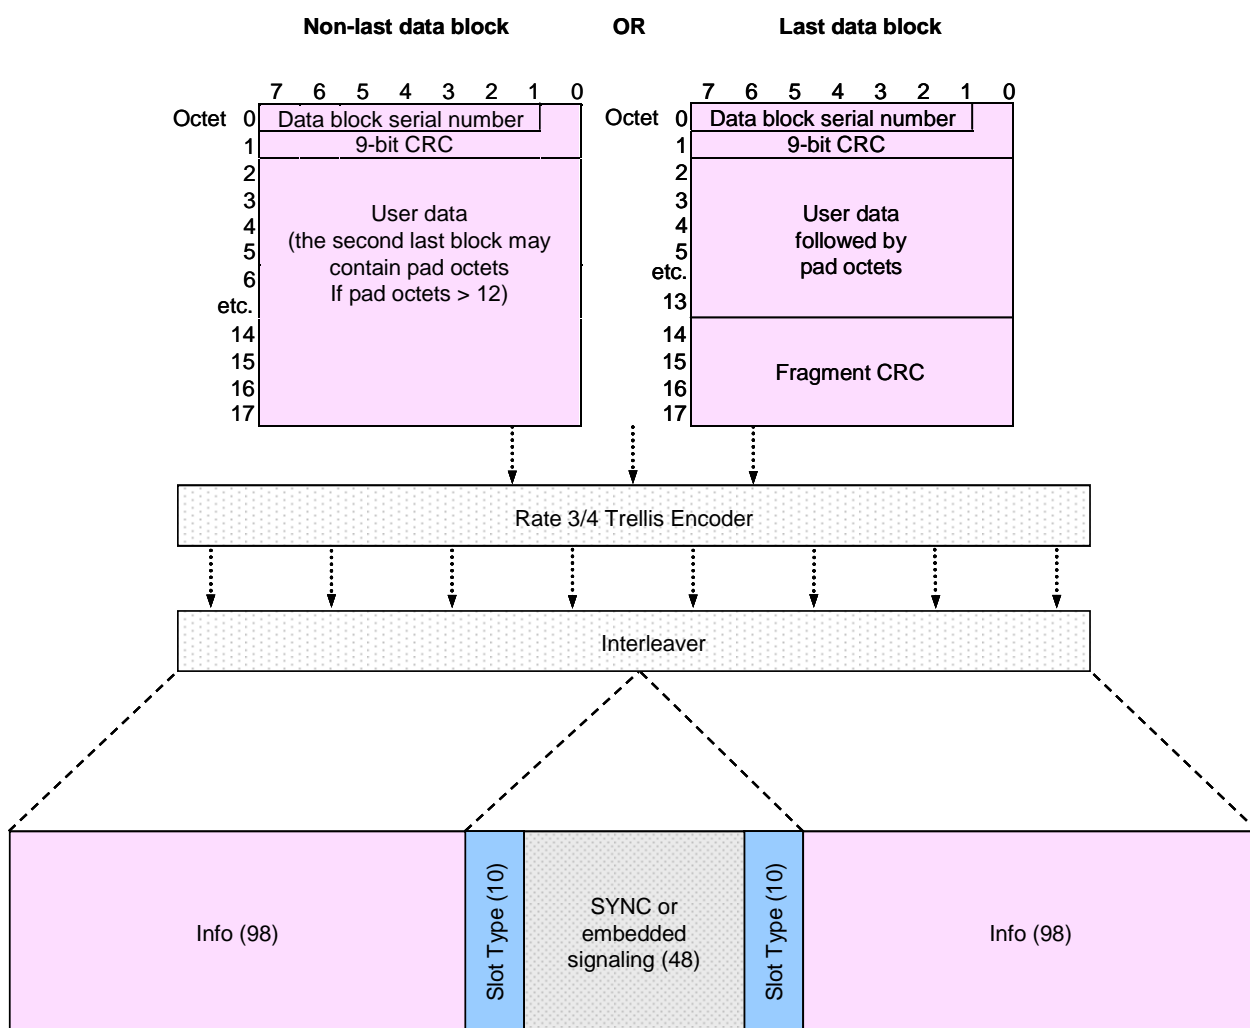 Non-last data block OR Last data block
7 6 5 4 3 2 1 0
Octet 0 Data block serial number
1 9-bit CRC
2
3
4
5
6
etc.
14
15
16
17
User data
(the second last block may
contain pad octets
If pad octets > 12)
7 6 5 4 3 2 1 0
Octet 0 Data block serial number
1 9-bit CRC
2
3
4
5
etc.
13
14
15
16
17
User data
followed by
pad octets
Fragment CRC
Rate 3/4 Trellis Encoder
Interleaver
Info (98)
Slot Type (10)
SYNC or
embedded
signaling (48)
Slot Type (10)
Info (98)